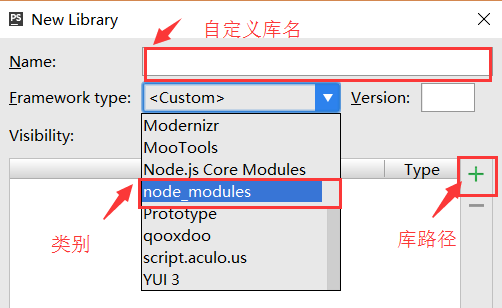 PS New Library
自定义库名
Name:
Framework type: <Custom> Version:
Visibility:
Modernizr
MooTools
Node.js Core Modules
Type
node_modules
Prototype
qooxdoo
script.aculo.us
YUI 3
类别
库路径